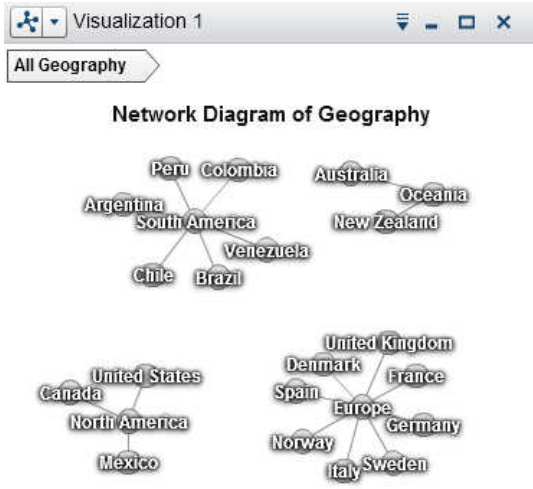 Visualization 1
All Geography
Network Diagram of Geography
Peru
Colombia
Argentina
South America
Venezuela
Chile
Brazil
Australia
Oceania
New Zealand
United States
Canada
North America
Mexico
United Kingdom
Denmark
France
Spain
Europe
Germany
Norway
Italy
Sweden